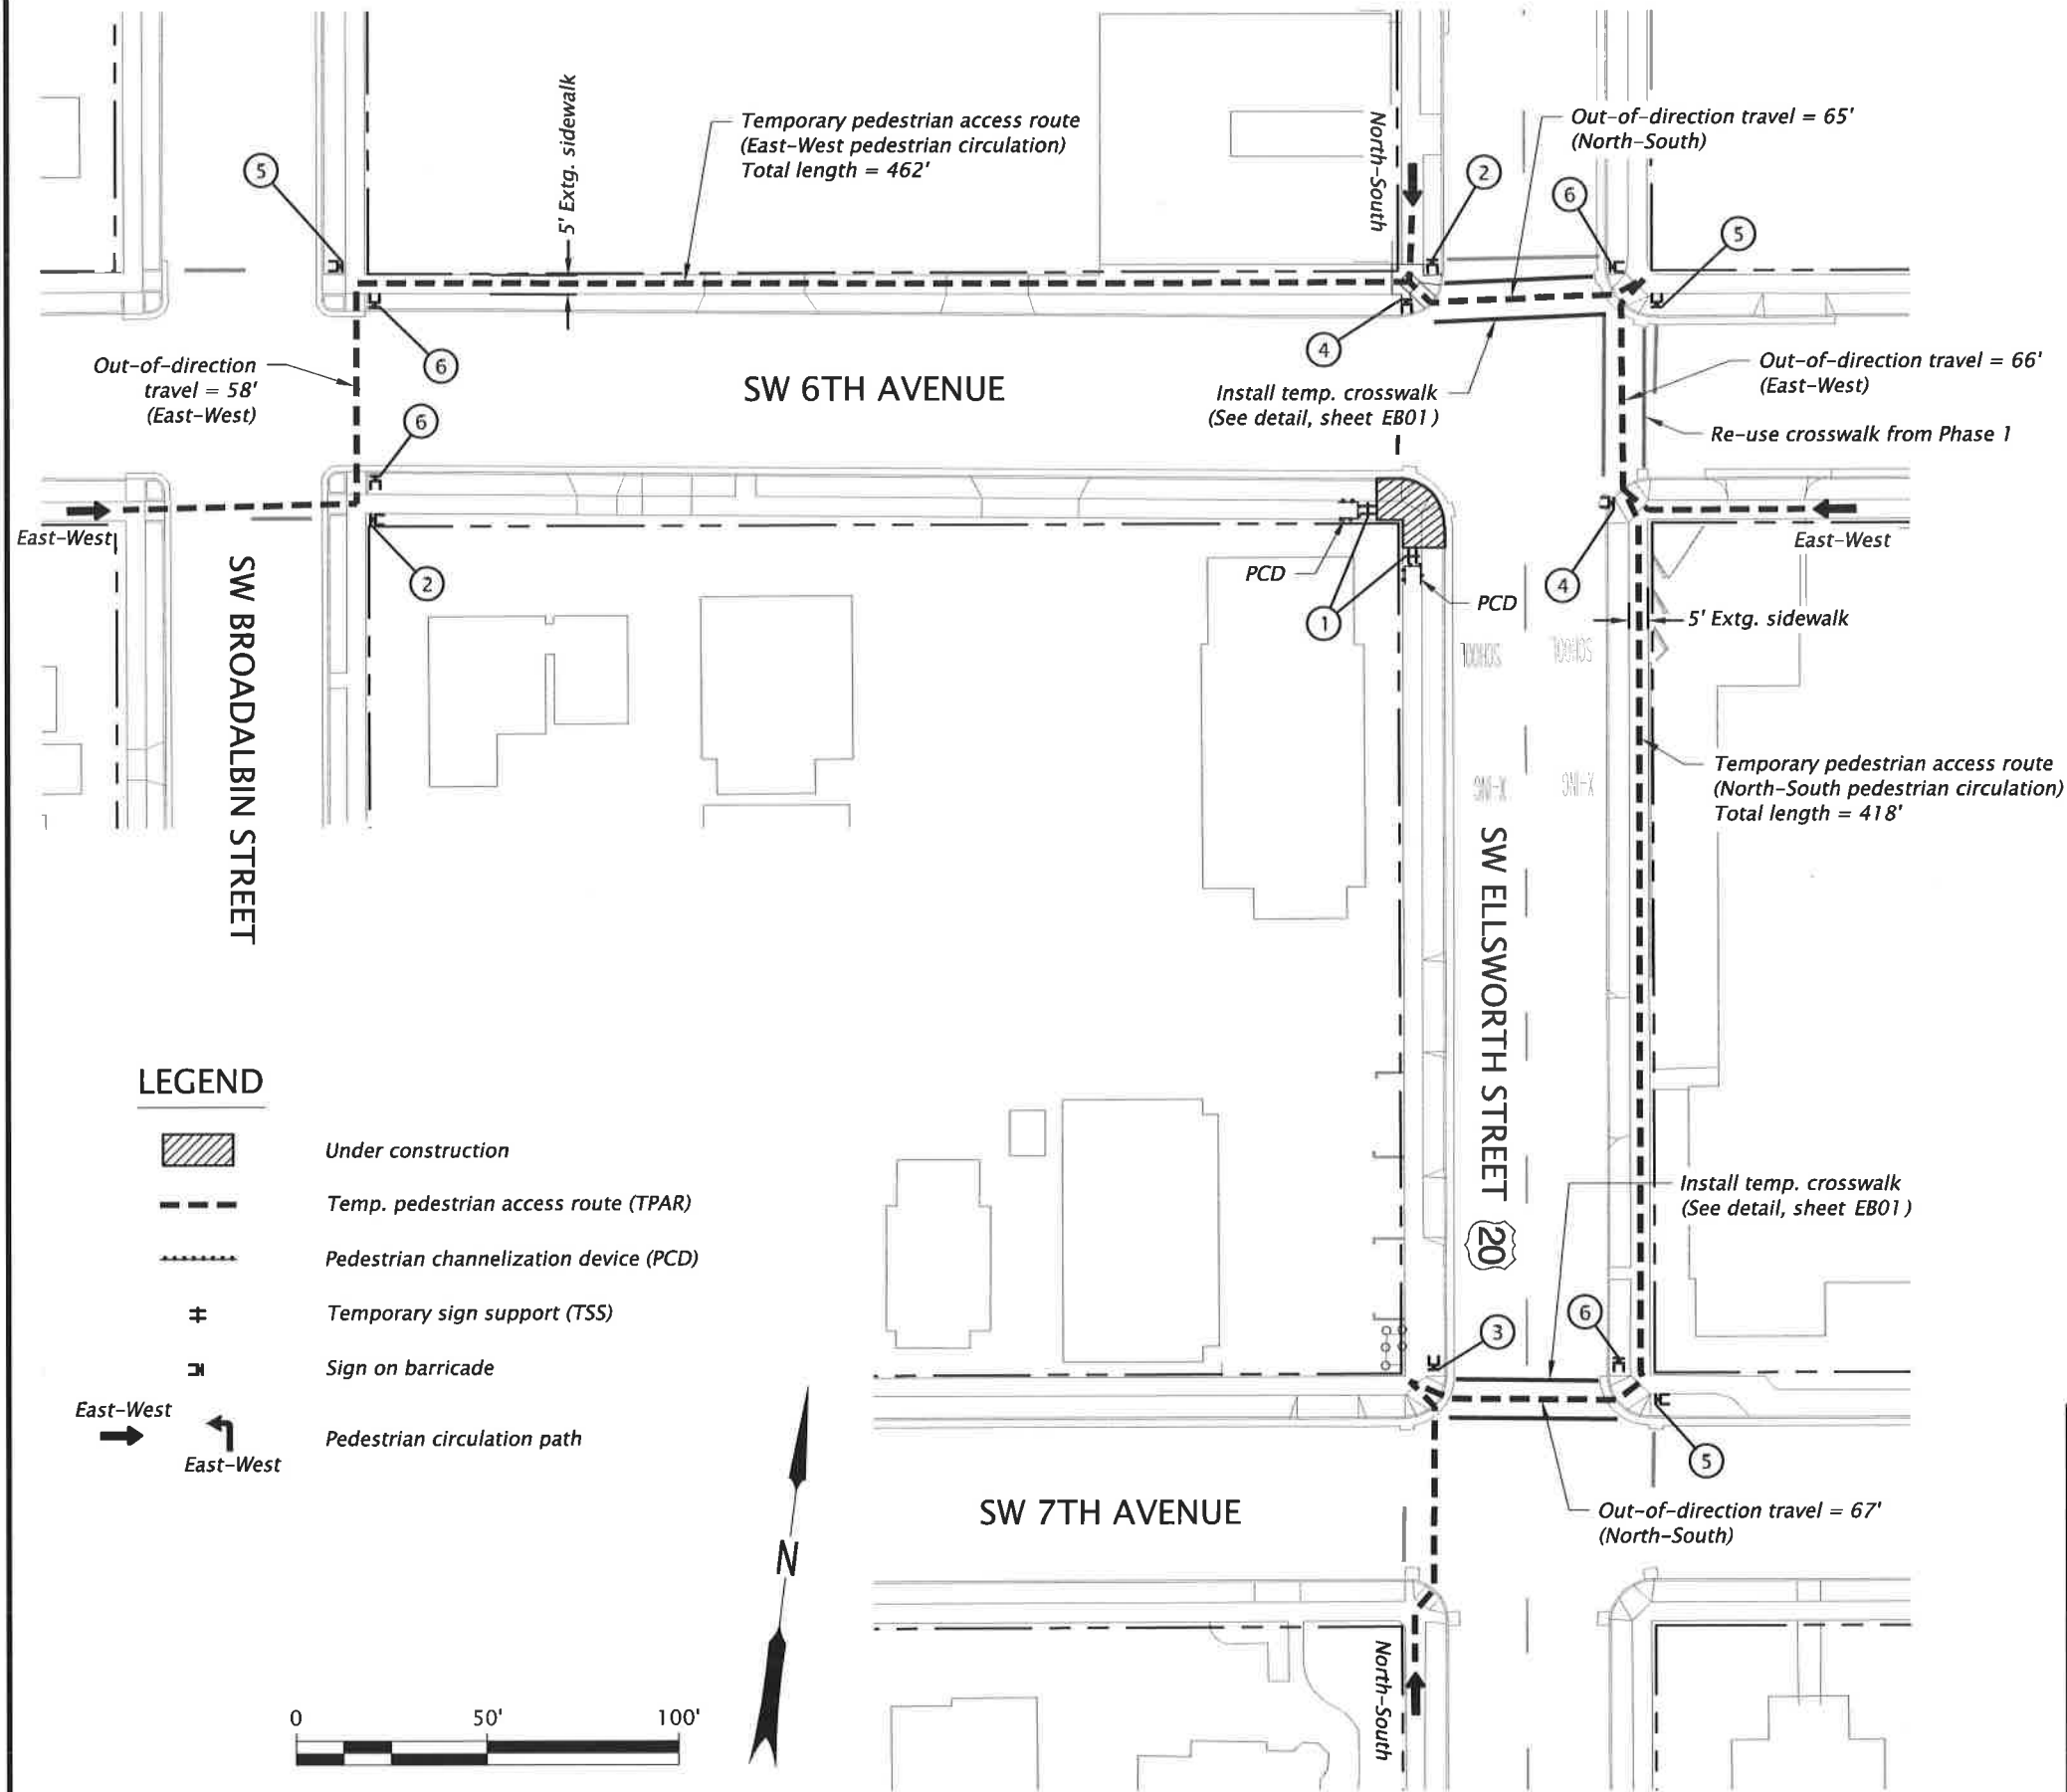 5' Extg. sidewalk
Temporary pedestrian access route
(East-West pedestrian circulation)
Total length = 462'
North-South
Out-of-direction travel = 65'
(North-South)
5
2
6
5
6
4
Out-of-direction
travel = 58'
(East-West)
SW 6TH AVENUE
Install temp. crosswalk
(See detail, sheet EB01)
Out-of-direction travel = 66'
(East-West)
Re-use crosswalk from Phase 1
6
East-West
East-West
2
PCD
PCD
4
1
5' Extg. sidewalk
SCHOOL
SCHOOL
X-ING
X-ING
SW BROADALBIN STREET
Temporary pedestrian access route
(North-South pedestrian circulation)
Total length = 418'
SW ELLSWORTH STREET
20
LEGEND
Under construction
Temp. pedestrian access route (TPAR)
Pedestrian channelization device (PCD)
Temporary sign support (TSS)
Sign on barricade
East-West
Pedestrian circulation path
East-West
Install temp. crosswalk
(See detail, sheet EB01)
3
6
5
SW 7TH AVENUE
Out-of-direction travel = 67'
(North-South)
N
North-South
0 50' 100'